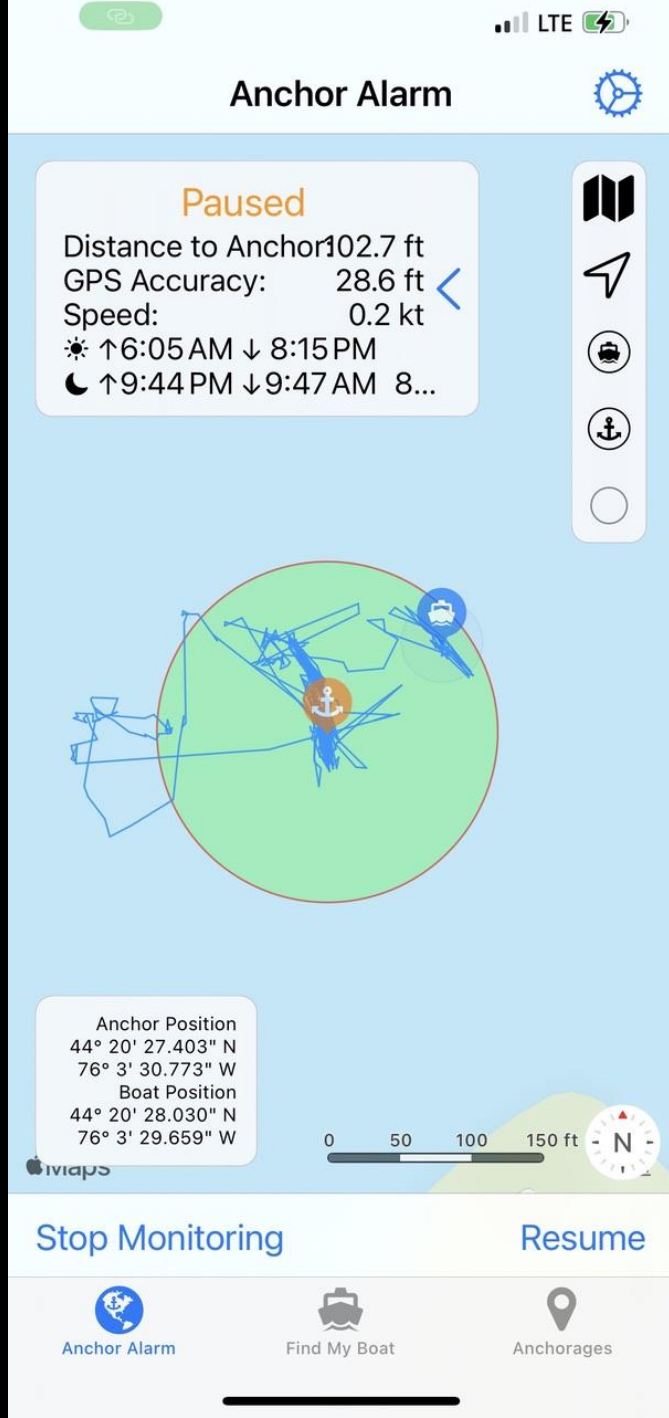 LTE
Anchor Alarm
Paused
Distance to Anchor: 102.7 ft
GPS Accuracy: 28.6 ft
Speed: 0.2 kt
↑6:05 AM ↓ 8:15 PM
↑9:44 PM ↓9:47 AM 8...
Anchor Position
44° 20' 27.403" N
76° 3' 30.773" W
Boat Position
44° 20' 28.030" N
76° 3' 29.659" W
0 50 100 150 ft
N
Maps
Stop Monitoring Resume
Anchor Alarm Find My Boat Anchorages